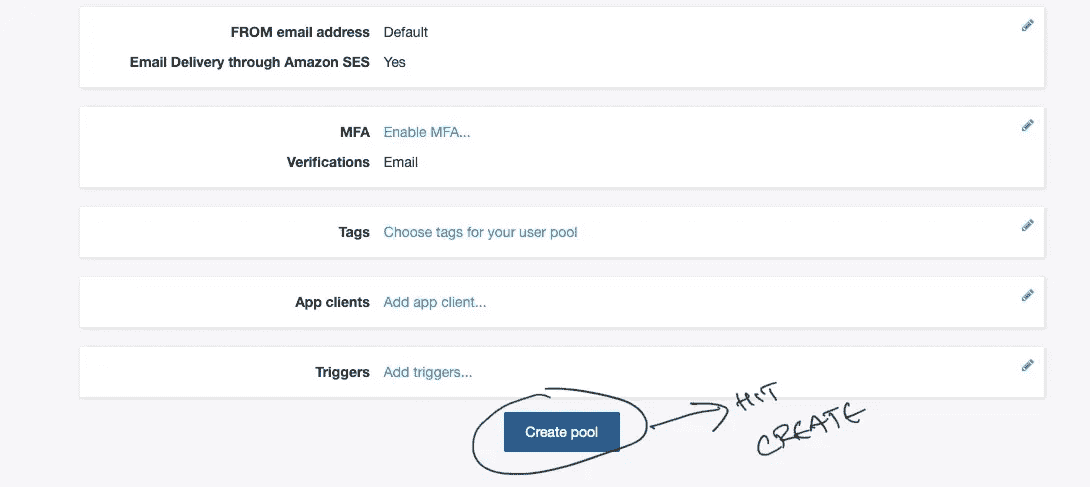 FROM email address Default
Email Delivery through Amazon SES Yes
MFA Enable MFA...
Verifications Email
Tags Choose tags for your user pool
App clients Add app client...
Triggers Add triggers...
Create pool
HIT
CREATE